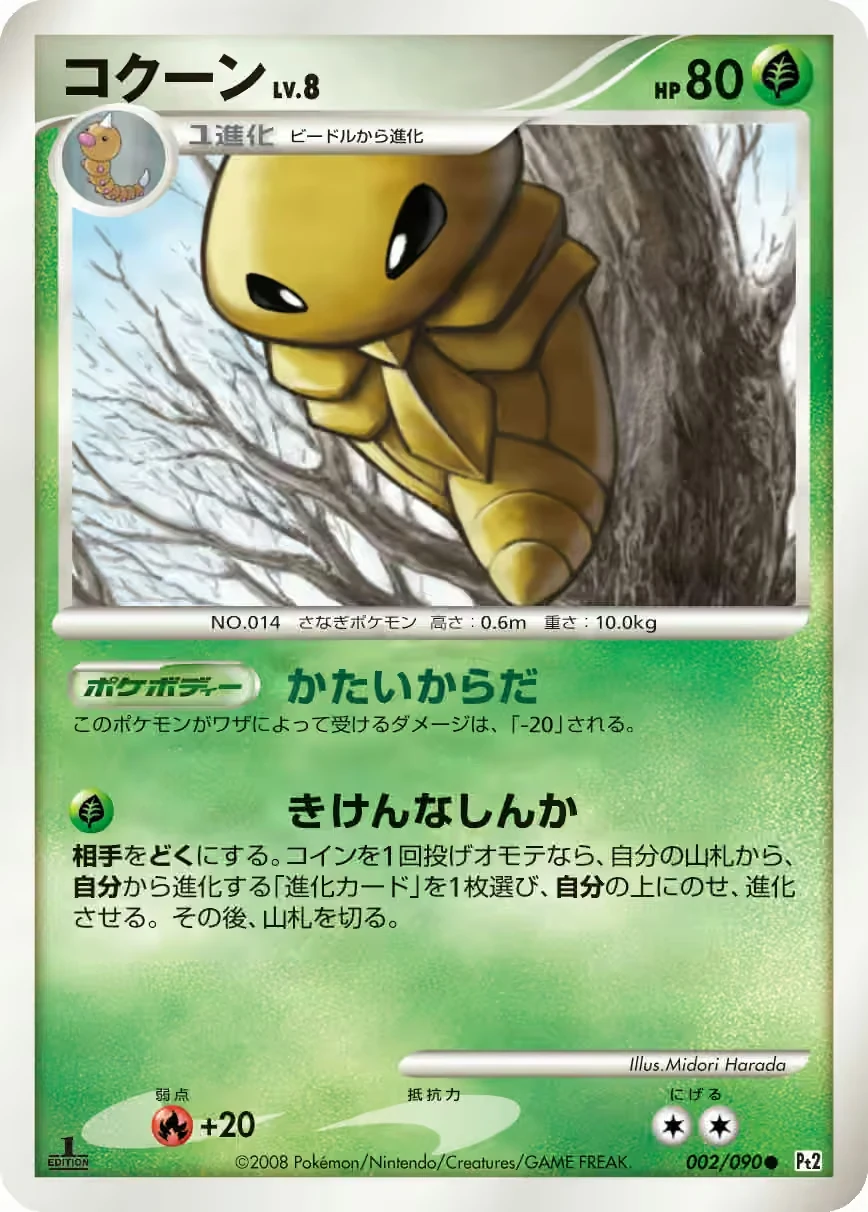 コクーン LV.8 HP 80
1進化 ビードルから進化
NO.014 さなぎポケモン 高さ：0.6m 重さ：10.0kg
ポケボディー かたいからだ
このポケモンがワザによって受けるダメージは、「-20」される。
きけんなしんか
相手をどくにする。コインを1回投げオモテなら、自分の山札から、
自分から進化する「進化カード」を1枚選び、自分の上にのせ、進化
させる。その後、山札を切る。
Illus.Midori Harada
弱点 抵抗力 にげる
+20
1 EDITION ©2008 Pokémon/Nintendo/Creatures/GAME FREAK. 002/090 Pt2